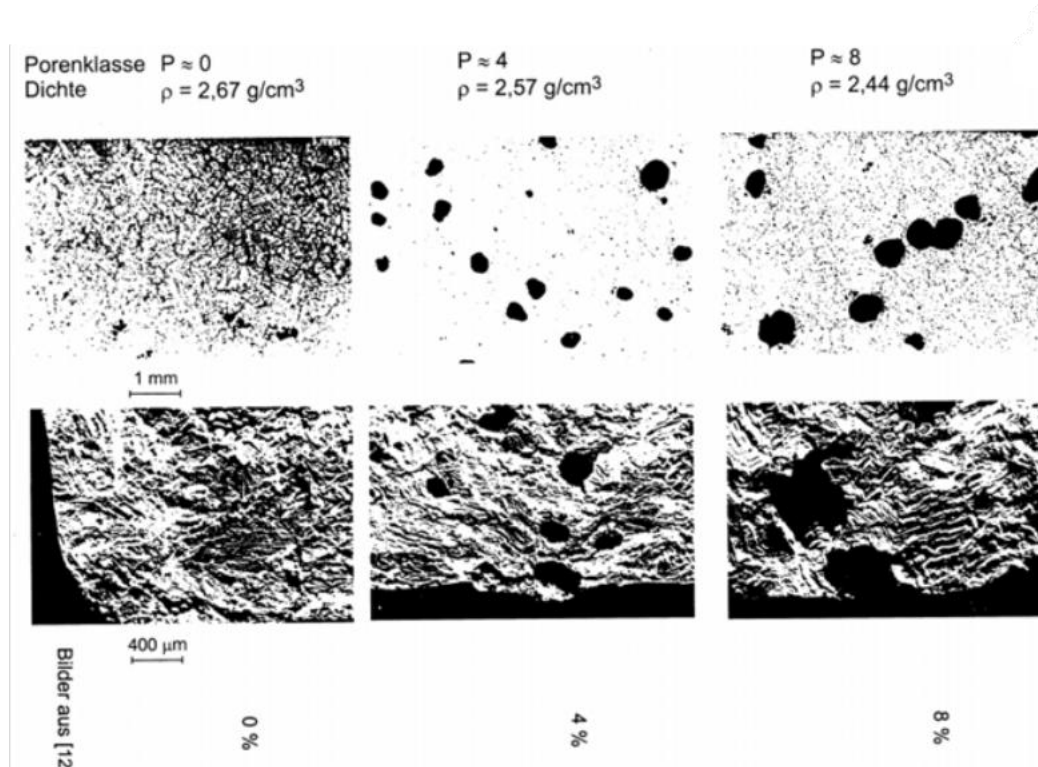 Porenklasse P ≈ 0
Dichte ρ = 2,67 g/cm³
P ≈ 4
ρ = 2,57 g/cm³
P ≈ 8
ρ = 2,44 g/cm³
1 mm
400 µm
Bilder aus [12
0 %
4 %
8 %